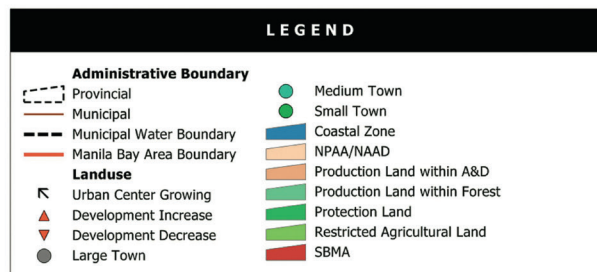 LEGEND
Administrative Boundary
Provincial
Municipal
Municipal Water Boundary
Manila Bay Area Boundary
Landuse
Urban Center Growing
Development Increase
Development Decrease
Large Town
Medium Town
Small Town
Coastal Zone
NPAA/NAAD
Production Land within A&D
Production Land within Forest
Protection Land
Restricted Agricultural Land
SBMA